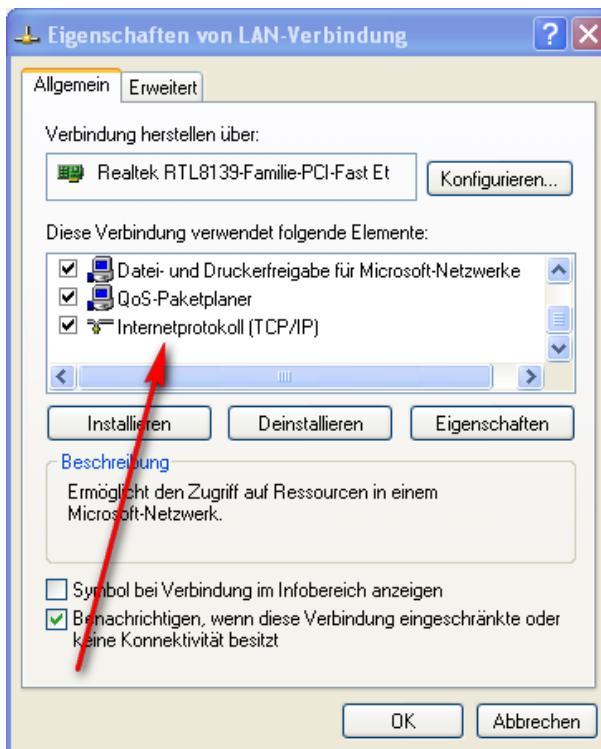 Eigenschaften von LAN-Verbindung
Allgemein
Erweitert
Verbindung herstellen über:
Realtek RTL8139-Familie-PCI-Fast Et
Konfigurieren...
Diese Verbindung verwendet folgende Elemente:
Datei- und Druckerfreigabe für Microsoft-Netzwerke
QoS-Paketplaner
Internetprotokoll (TCP/IP)
Installieren
Deinstallieren
Eigenschaften
Beschreibung
Ermöglicht den Zugriff auf Ressourcen in einem
Microsoft-Netzwerk.
Symbol bei Verbindung im Infobereich anzeigen
Benachrichtigen, wenn diese Verbindung eingeschränkte oder
keine Konnektivität besitzt
OK
Abbrechen